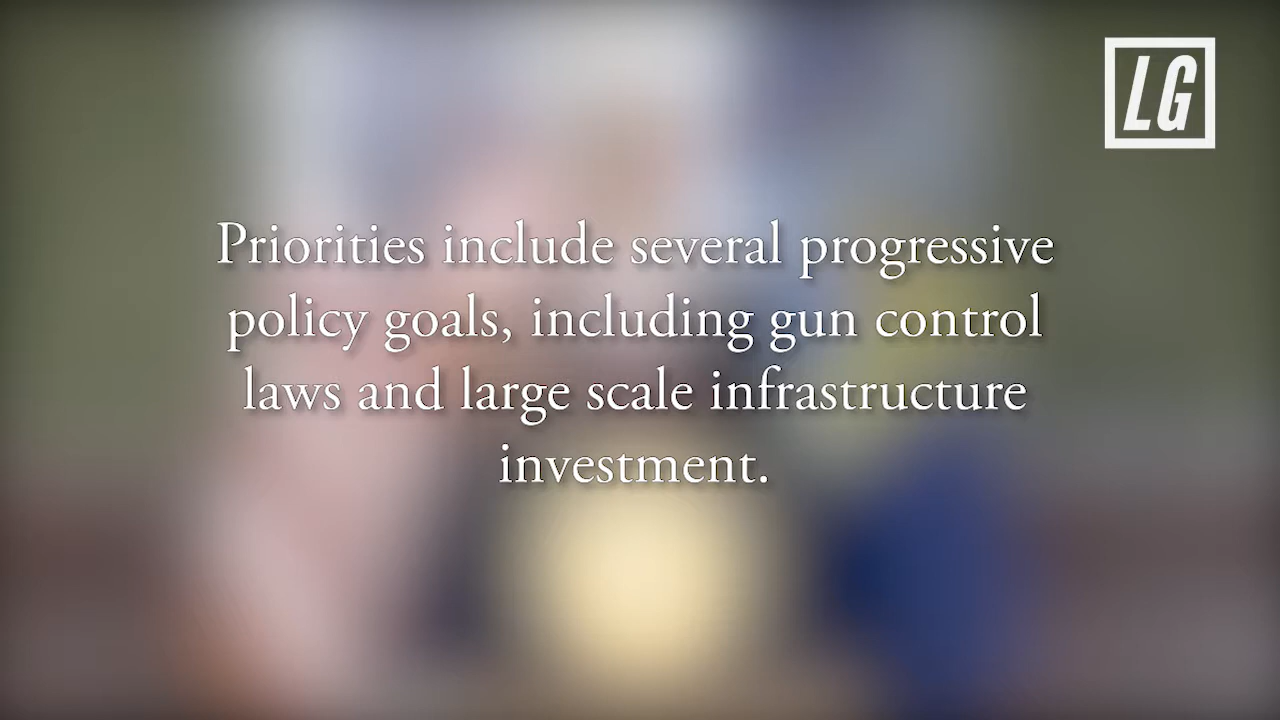 LG
Priorities include several progressive
policy goals, including gun control
laws and large scale infrastructure
investment.